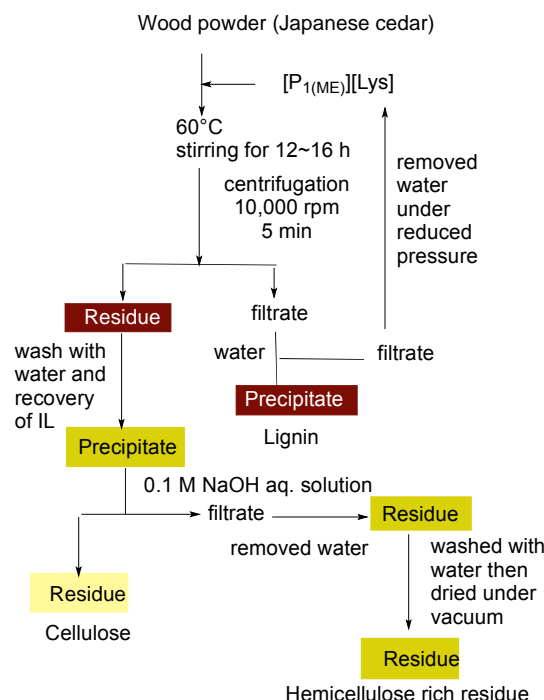 Wood powder (Japanese cedar)
[P1(ME)][Lys]
60°C
stirring for 12~16 h
centrifugation
10,000 rpm
5 min
removed
water
under
reduced
pressure
Residue
filtrate
wash with
water and
recovery
of IL
water
filtrate
Precipitate
Lignin
Precipitate
0.1 M NaOH aq. solution
filtrate
removed water
Residue
washed with
water then
dried under
vacuum
Residue
Cellulose
Residue
Hemicellulose rich residue